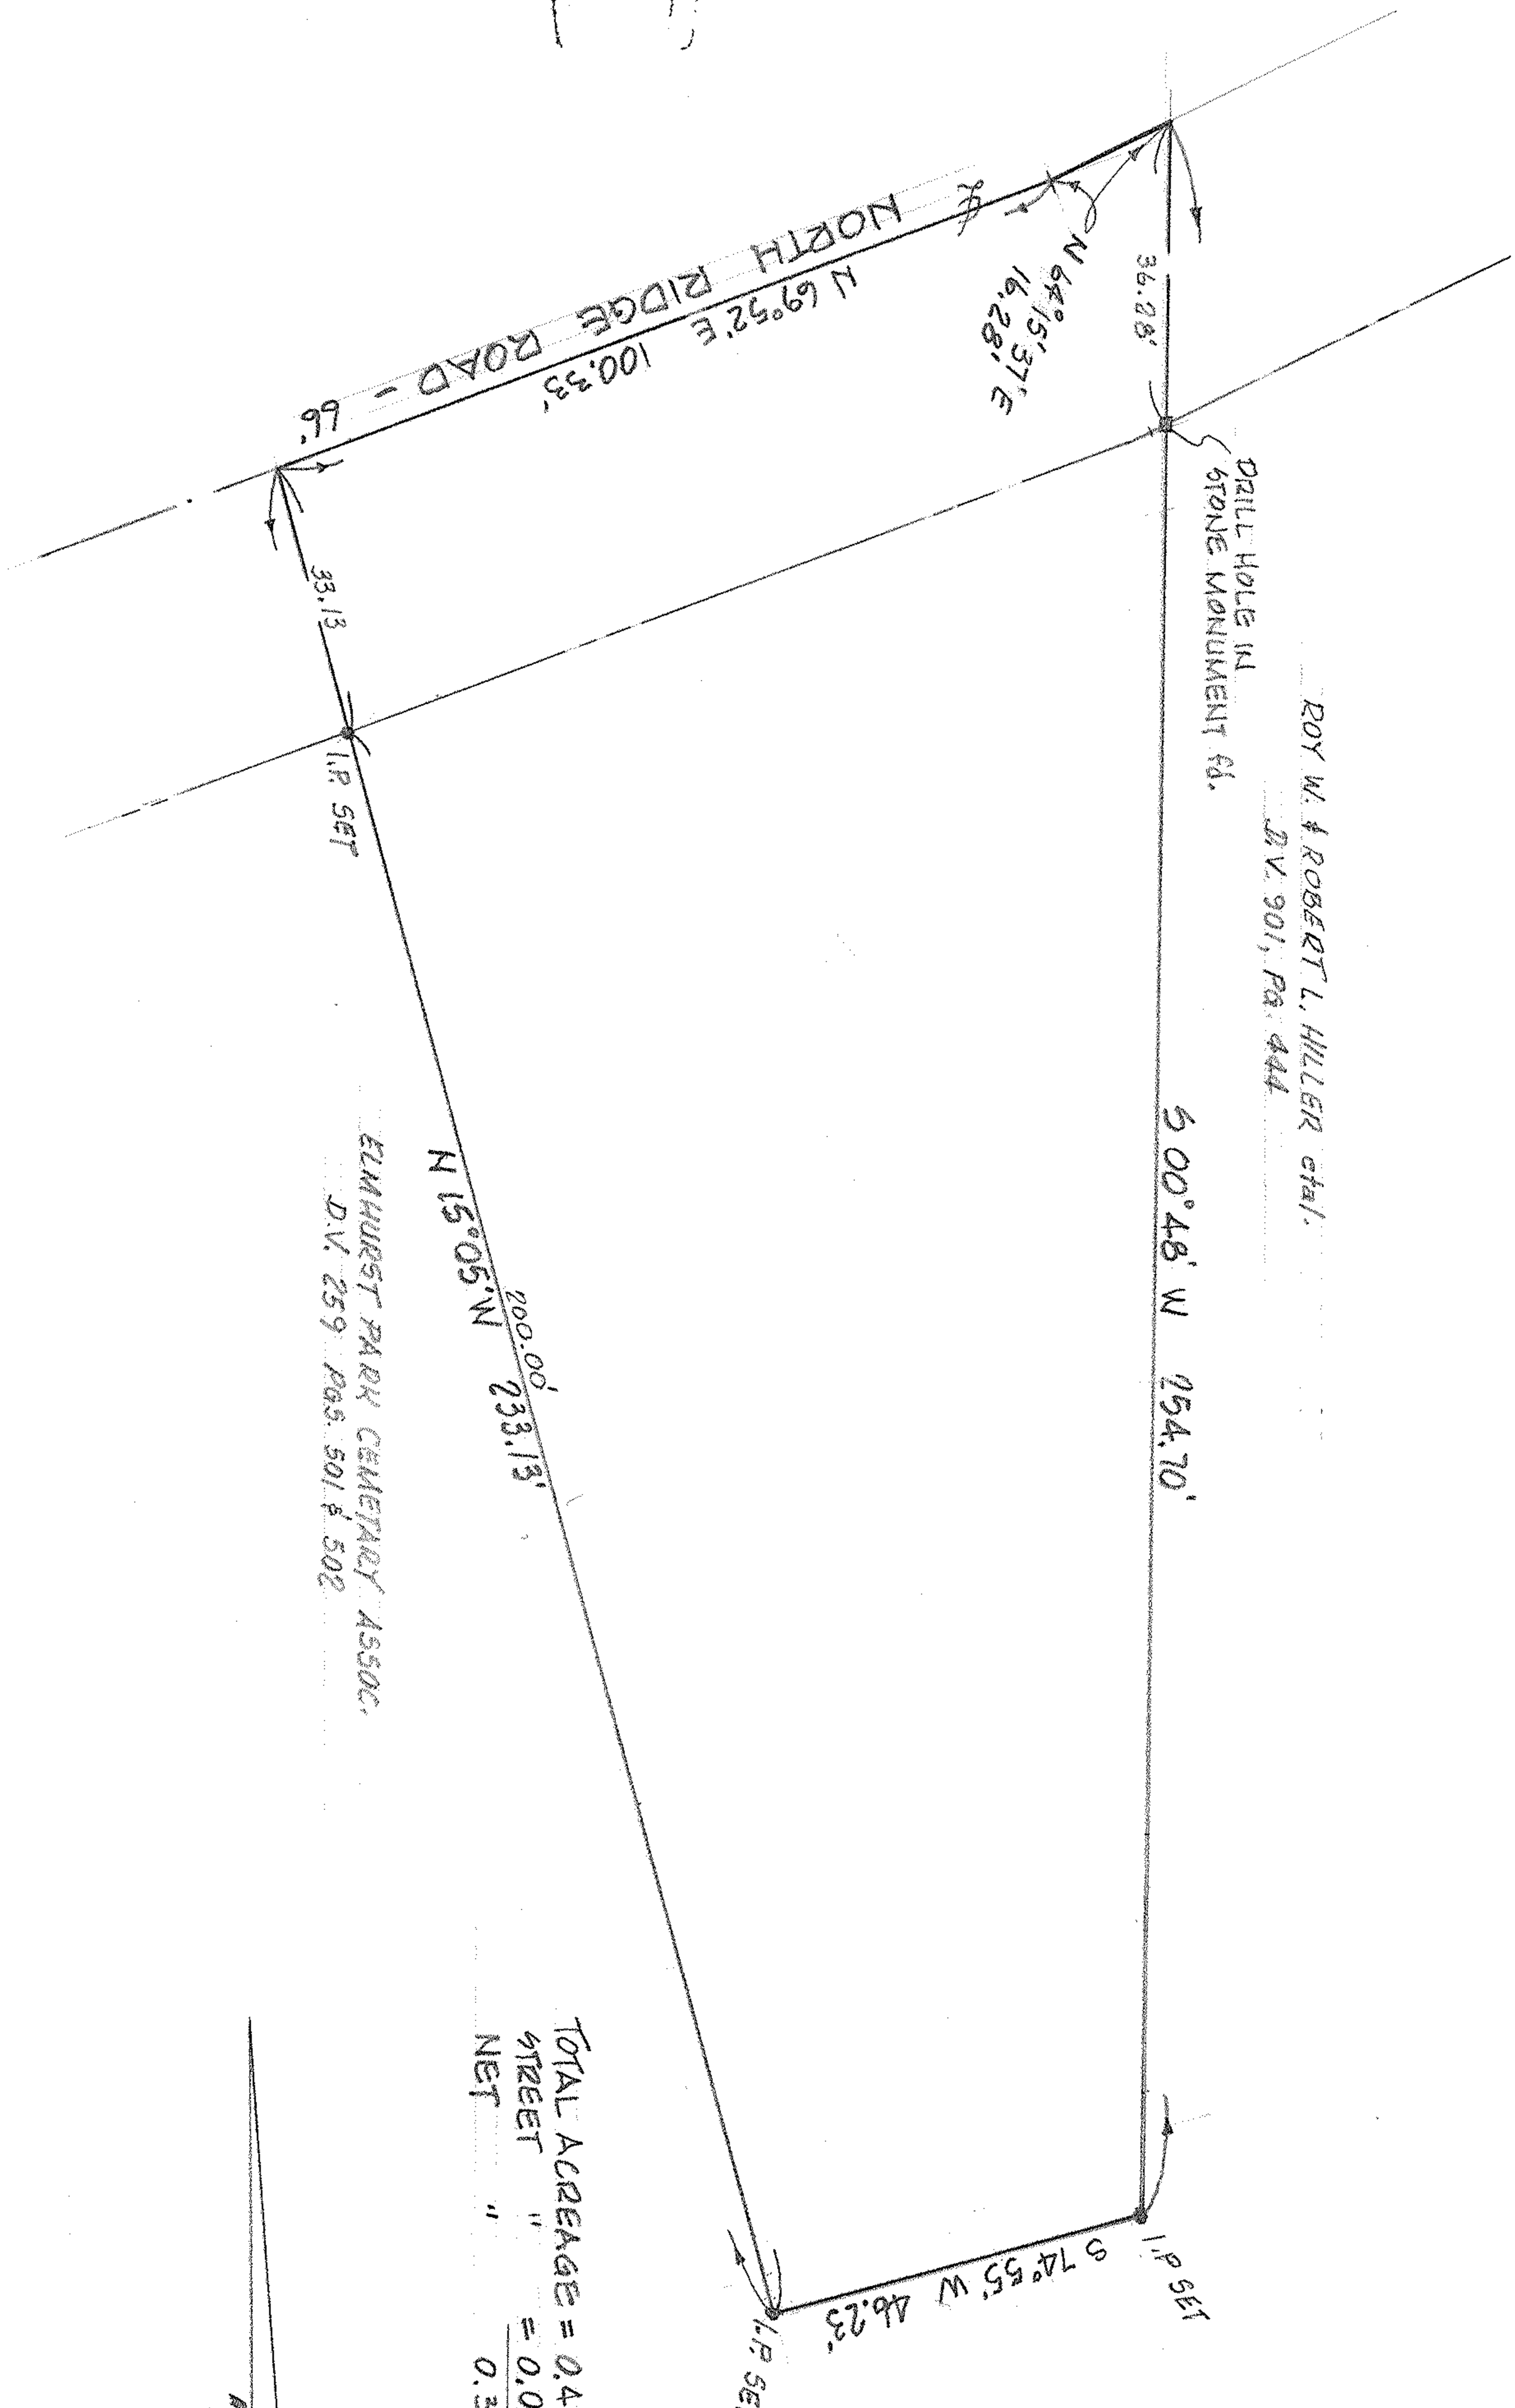 NORTH RIDGE ROAD - 66'
N 69°52' E 100.33'
N 64°15'37" E
16.28'
36.28'
DRILL HOLE IN
STONE MONUMENT fd.
ROY W. & ROBERT L. HILLER etal.
D.V. 901, PG. 444
33.13
I.P. SET
S 00°48' W 254.70'
N 15°05' W 233.13'
200.00'
ELMHURST PARK CEMETARY ASSOC.
D.V. 259 PGS. 501 & 502
S 74°55' W 46.23'
I.P SET
I.P. SE
TOTAL ACREAGE = 0.4
STREET " = 0.0
NET " 0.3